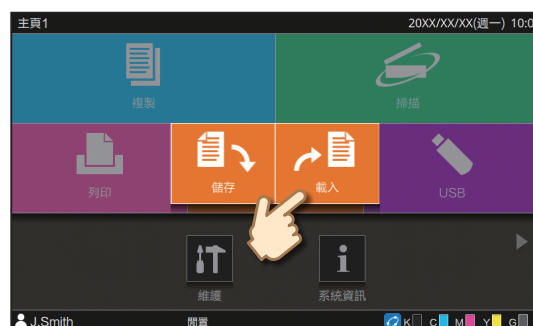 主頁1 20XX/XX/XX(週一) 10:0
複製 掃描
列印 儲存 載入 USB
維護 系統資訊
J.Smith 閒置 K C M Y G